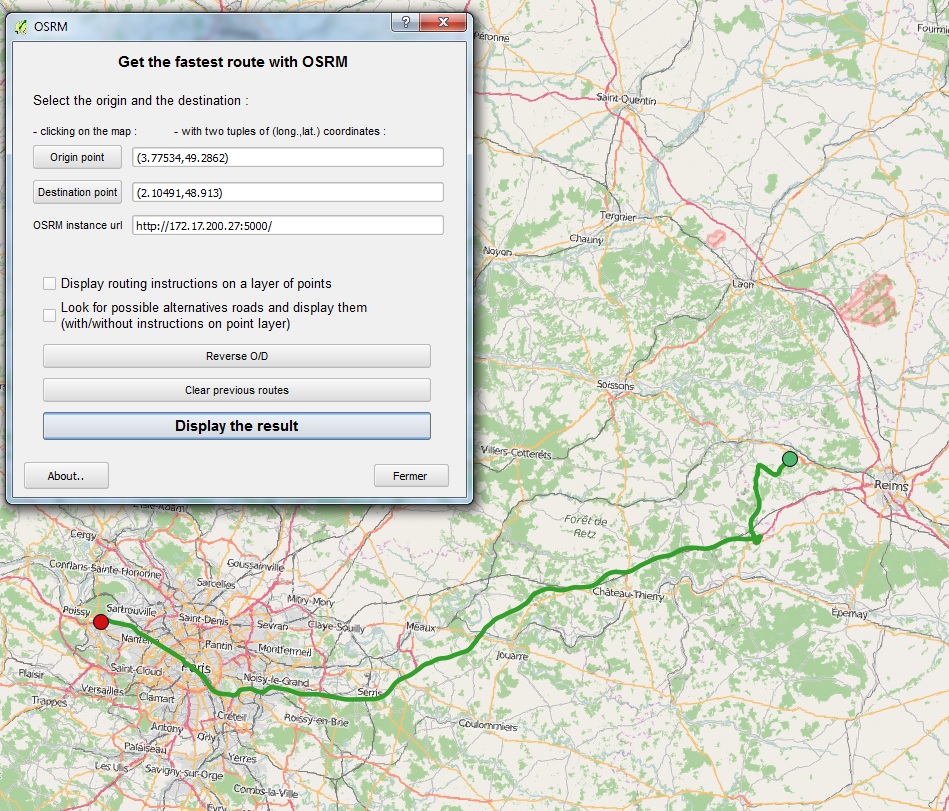 OSRM
?
X
Get the fastest route with OSRM
Select the origin and the destination :
- clicking on the map :
- with two tuples of (long.,lat.) coordinates :
Origin point
(3.77534,49.2862)
Destination point
(2.10491,48.913)
OSRM instance url
http://172.17.200.27:5000/
Display routing instructions on a layer of points
Look for possible alternatives roads and display them
(with/without instructions on point layer)
Reverse O/D
Clear previous routes
Display the result
About..
Fermer
Péronne
Saint-Quentin
Tergnier
Chauny
Noyon
Laon
Soissons
Villers-Cotterêts
Reims
Forêt de
Retz
Château-Thierry
Épernay
Cergy
Conflans-Sainte-Honorine
Goussainville
Sarcelles
Poissy
Sartrouville
Mitry-Mory
Saint-Denis
Sevran
Claye-Souilly
Meaux
Pantin
Montfermeil
Jouarre
Saint-Cloud
Paris
Noisy-le-Grand
Serris
Plaisir
Versailles
Clamart
Trappes
Créteil
Roissy-en-Brie
Coulommiers
Antony
Orly
Palaiseau
Yerres
Les Ulis
Savigny-sur-Orge
Combs-la-Ville
Évry